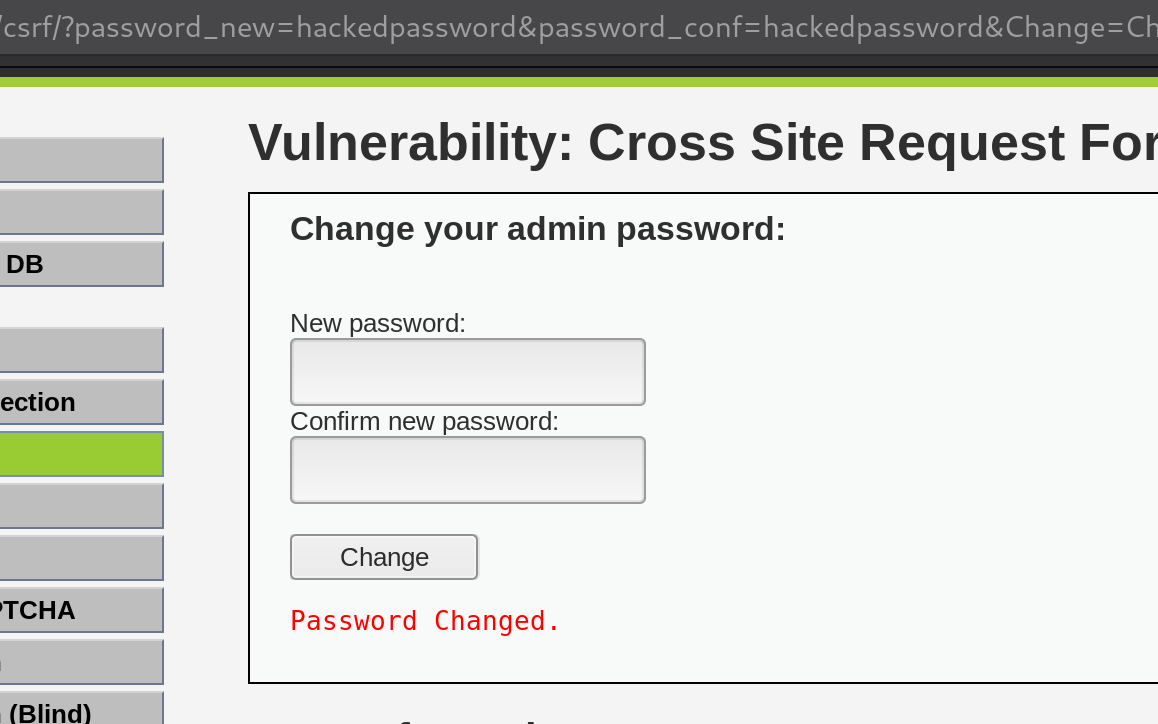 /csrf/?password_new=hackedpassword&password_conf=hackedpassword&Change=Ch
Vulnerability: Cross Site Request For
Change your admin password:
DB
New password:
ection
Confirm new password:
Change
PTCHA
Password Changed.
(Blind)